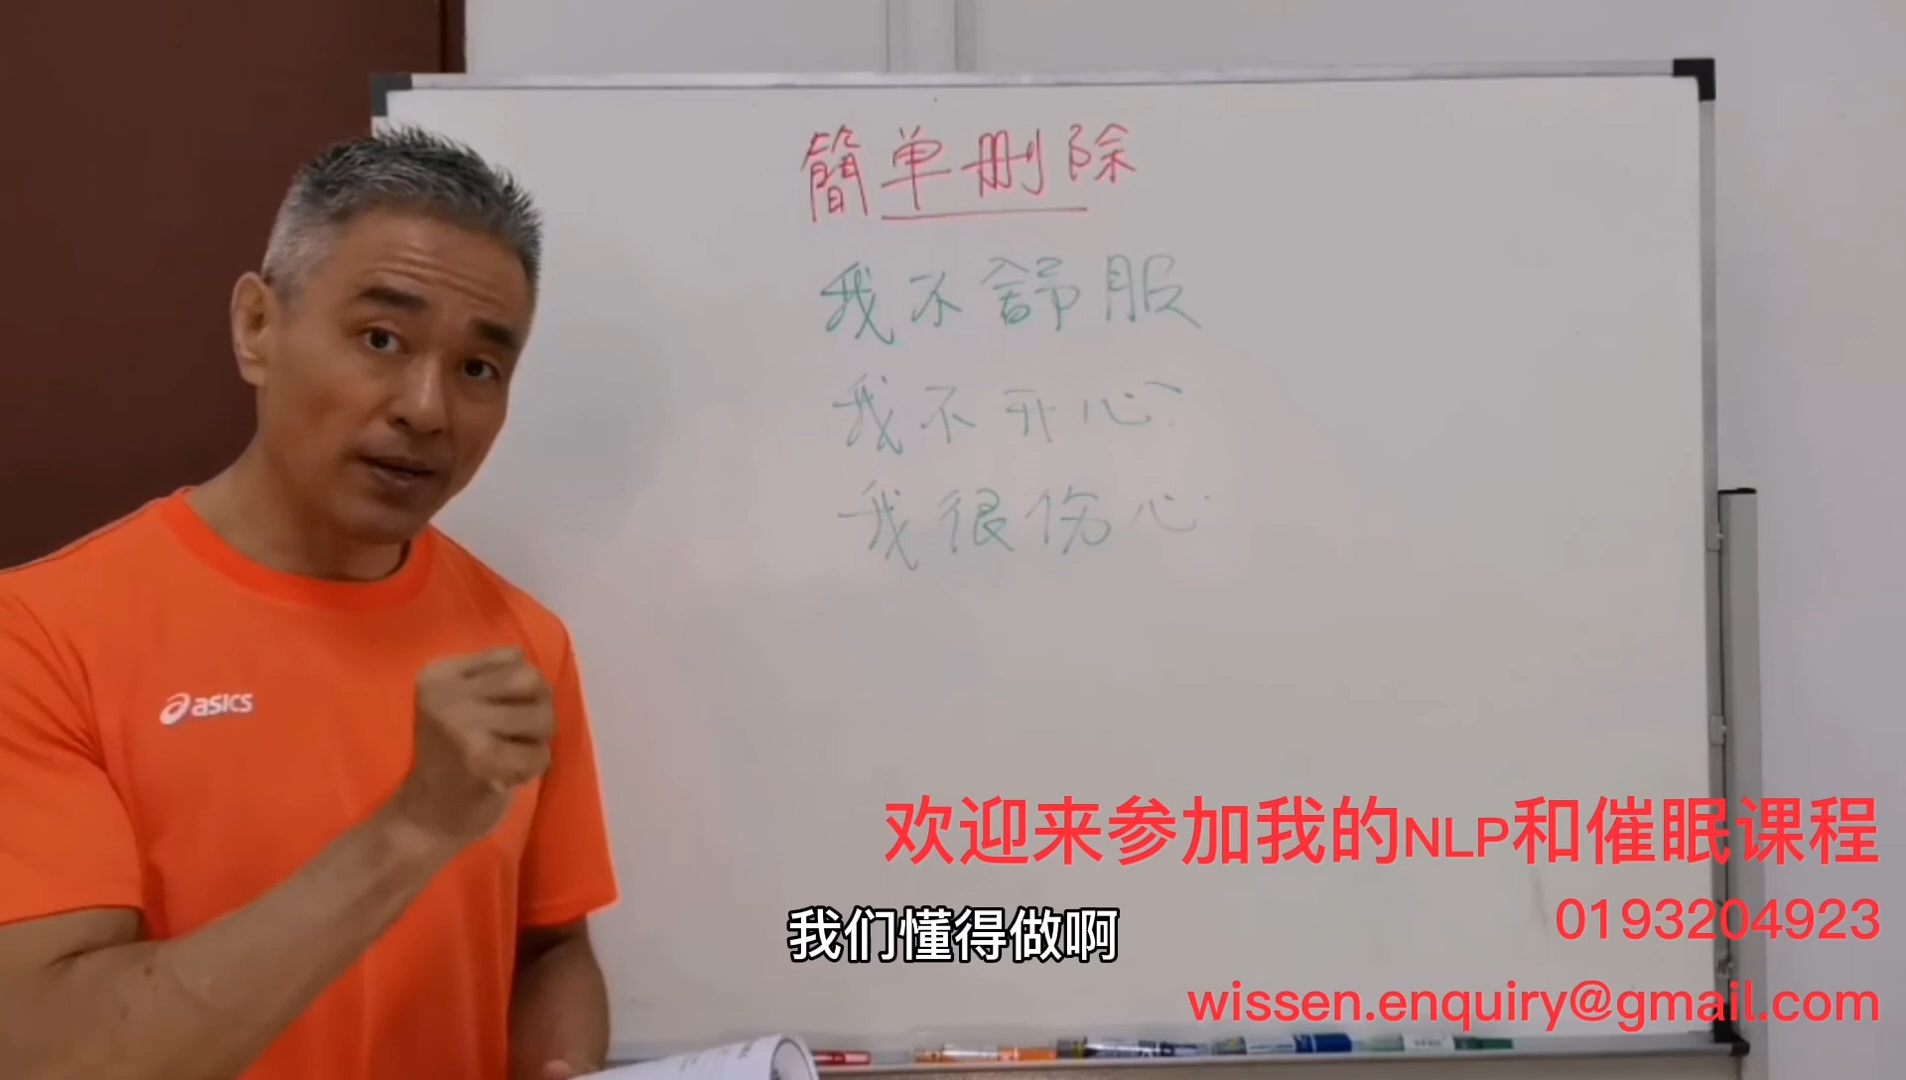 簡单删除
我不舒服
我不开心
我很伤心
asics
欢迎来参加我的NLP和催眠课程
0193204923
我们懂得做啊
wissen.enquiry@gmail.com